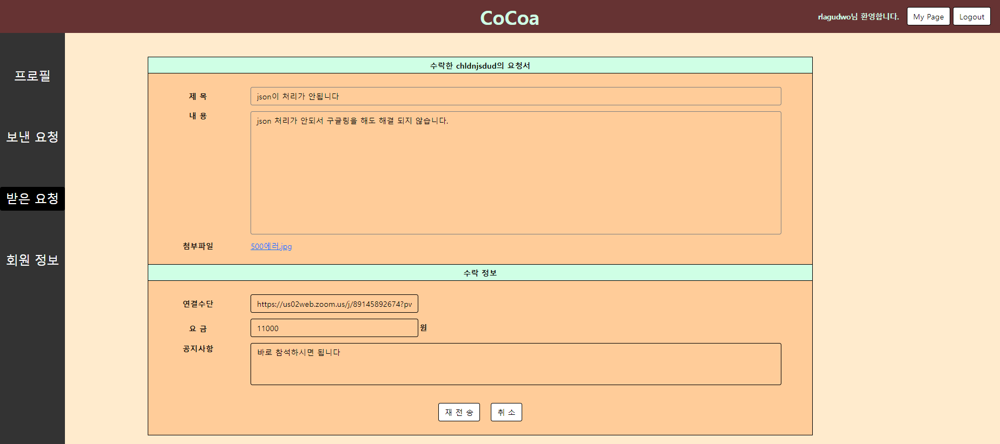 CoCoa
rlagudwo님 환영합니다.
My Page
Logout
프로필
보낸 요청
받은 요청
회원 정보
수락한 chldnjsdud의 요청서
제 목
json이 처리가 안됩니다
내 용
json 처리가 안되서 구글링을 해도 해결 되지 않습니다.
첨부파일
500에러.jpg
수락 정보
연결수단
https://us02web.zoom.us/j/89145892674?pv
요 금
11000
원
공지사항
바로 참석하시면 됩니다
재 전 송
취 소